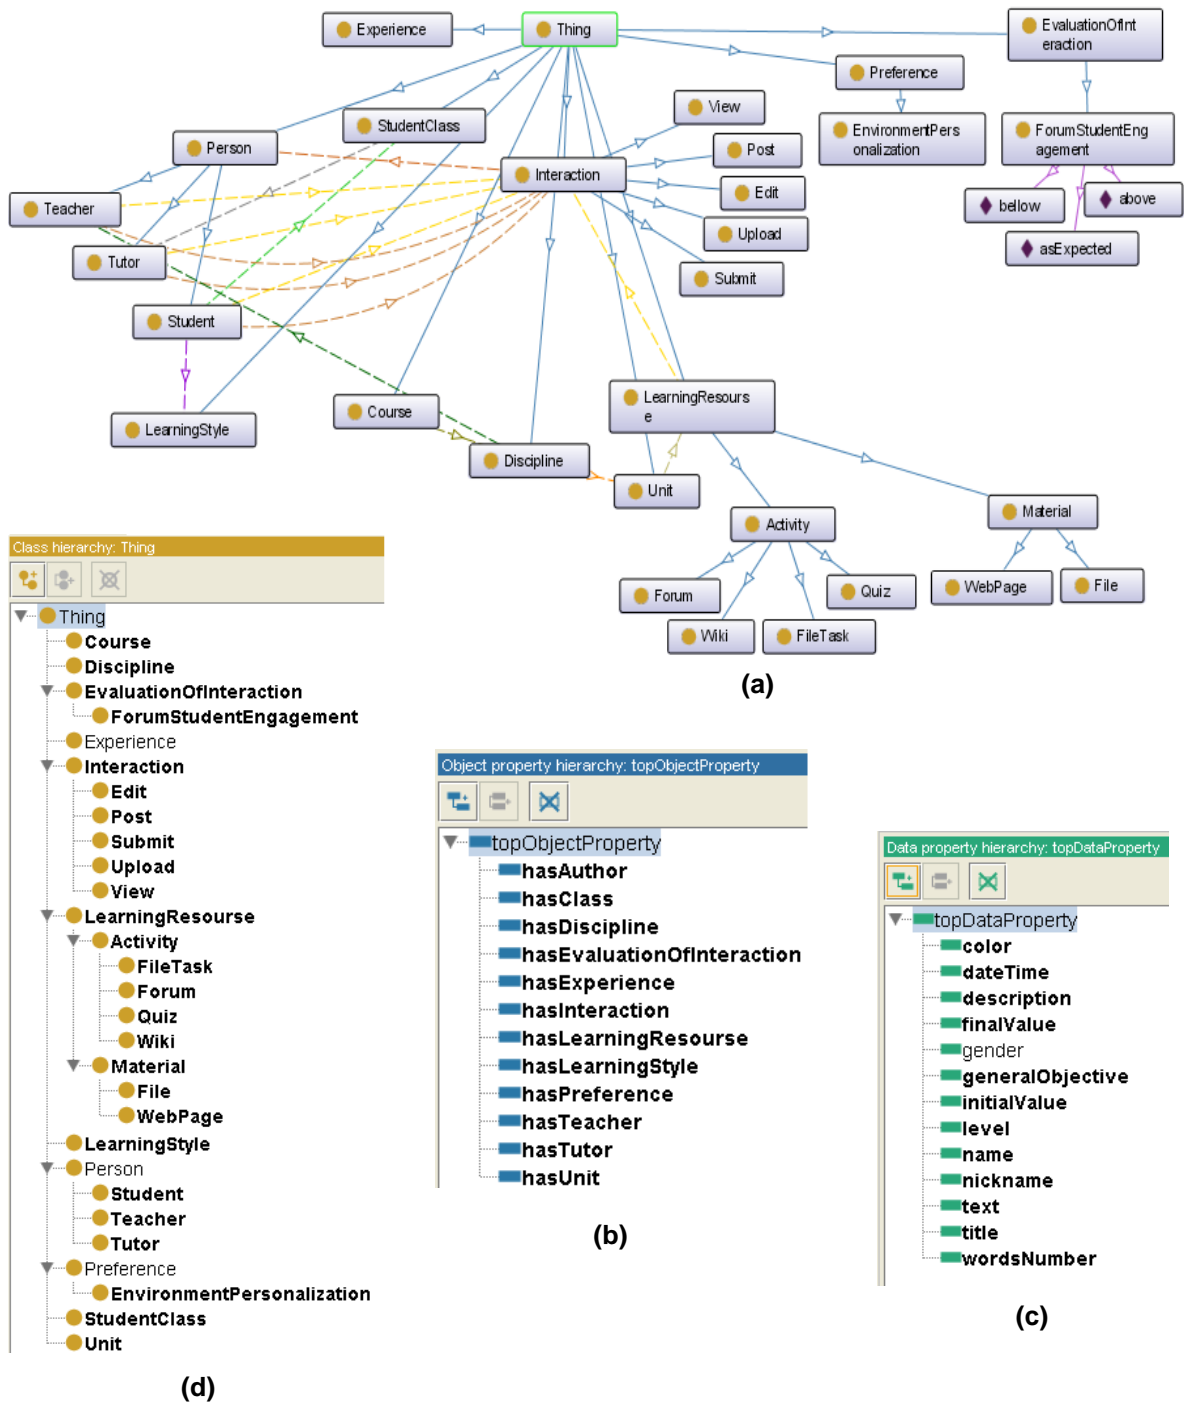 Experience
Thing
EvaluationOfInt
eraction
Preference
View
StudentClass
EnvironmentPers
onalization
ForumStudentEng
agement
Person
Post
Interaction
Edit
Teacher
bellow
above
Upload
asExpected
Tutor
Submit
Student
LearningResours
e
Course
LearningStyle
Discipline
Unit
Activity
Material
Forum
Quiz
WebPage
File
Wiki
FileTask
(a)
Class hierarchy: Thing
Thing
Course
Discipline
EvaluationOfInteraction
ForumStudentEngagement
Experience
Interaction
Edit
Post
Submit
Upload
View
LearningResourse
Activity
FileTask
Forum
Quiz
Wiki
Material
File
WebPage
LearningStyle
Person
Student
Teacher
Tutor
Preference
EnvironmentPersonalization
StudentClass
Unit
(d)
Object property hierarchy: topObjectProperty
topObjectProperty
hasAuthor
hasClass
hasDiscipline
hasEvaluationOfInteraction
hasExperience
hasInteraction
hasLearningResourse
hasLearningStyle
hasPreference
hasTeacher
hasTutor
hasUnit
(b)
Data property hierarchy: topDataProperty
topDataProperty
color
dateTime
description
finalValue
gender
generalObjective
initialValue
level
name
nickname
text
title
wordsNumber
(c)